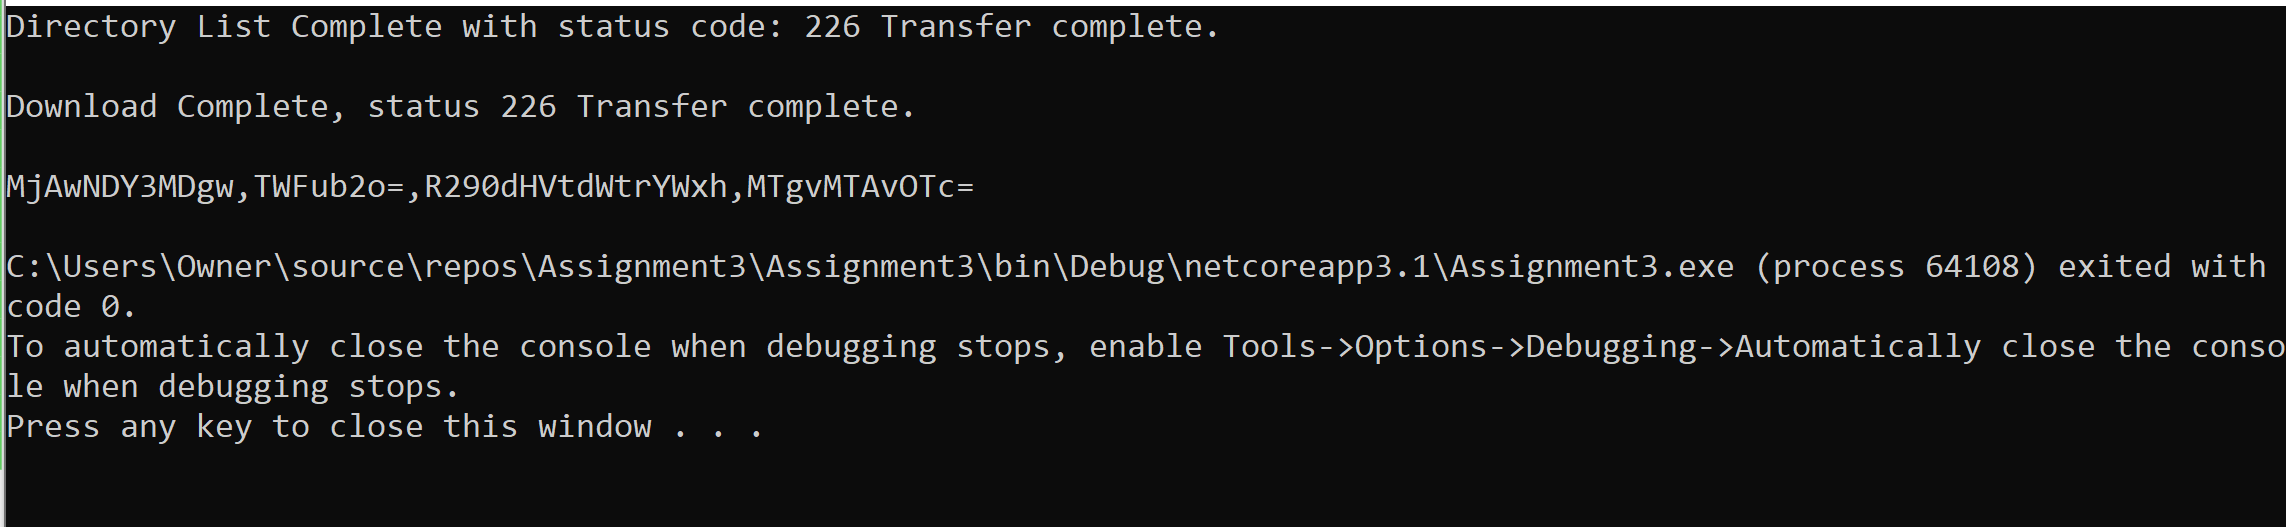 Directory List Complete with status code: 226 Transfer complete.
Download Complete, status 226 Transfer complete.
MjAwNDY3MDgw,TWFub2o=,R290dHVtdWtrYWxh,MTgvMTAvOTc=
C:\Users\Owner\source\repos\Assignment3\Assignment3\bin\Debug\netcoreapp3.1\Assignment3.exe (process 64108) exited with
code 0.
To automatically close the console when debugging stops, enable Tools->Options->Debugging->Automatically close the conso
le when debugging stops.
Press any key to close this window . . .